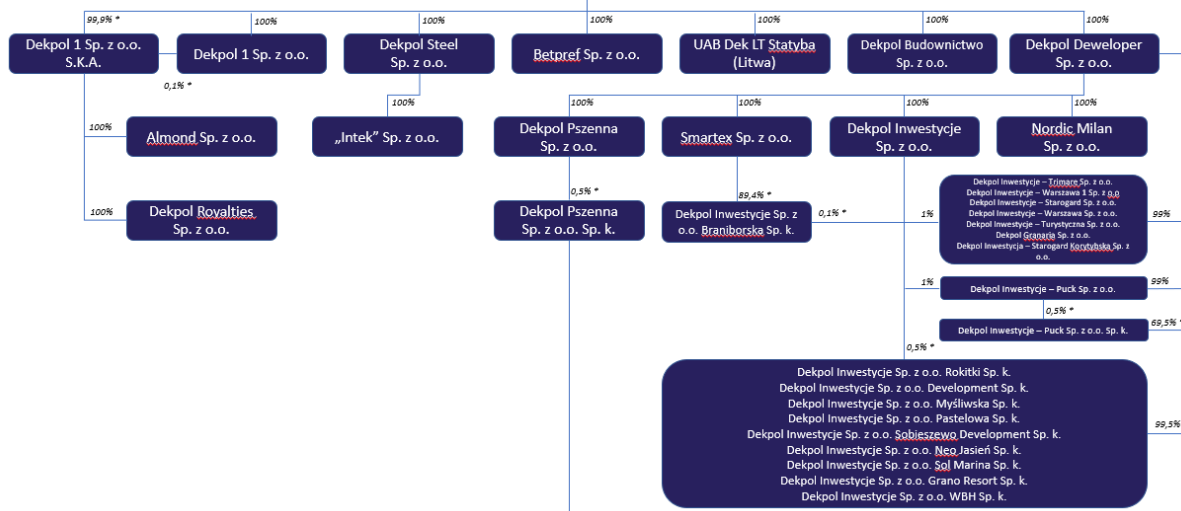 99,9% *
100%
100%
100%
100%
100%
100%
Dekpol 1 Sp. z o.o.
S.K.A.
Dekpol 1 Sp. z o.o.
Dekpol Steel
Sp. z o.o.
Betpref Sp. z o.o.
UAB Dek LT Statyba
(Litwa)
Dekpol Budownictwo
Sp. z o.o.
Dekpol Deweloper
Sp. z o.o.
0,1% *
100%
100%
100%
100%
100%
100%
Almond Sp. z o.o.
„Intek” Sp. z o.o.
Dekpol Pszenna
Sp. z o.o.
Smartex Sp. z o.o.
Dekpol Inwestycje
Sp. z o.o.
Nordic Milan
Sp. z o.o.
100%
Dekpol Royalties
Sp. z o.o.
0,5% *
Dekpol Pszenna
Sp. z o.o. Sp. k.
89,4% *
Dekpol Inwestycje Sp. z
o.o. Braniborska Sp. k.
0,1% *
1%
Dekpol Inwestycje – Trimare Sp. z o.o.
Dekpol Inwestycje – Warszawa 1 Sp. z o.o
Dekpol Inwestycje – Starogard Sp. z o.o.
Dekpol Inwestycje – Warszawa Sp. z o.o.
Dekpol Inwestycje – Turystyczna Sp. z o.o.
Dekpol Granaria Sp. z o.o.
Dekpol Inwestycja – Starogard Korytybska Sp. z
o.o.
99%
1%
Dekpol Inwestycje – Puck Sp. z o.o.
99%
0,5% *
Dekpol Inwestycje – Puck Sp. z o.o. Sp. k.
69,5% *
0,5% *
Dekpol Inwestycje Sp. z o.o. Rokitki Sp. k.
Dekpol Inwestycje Sp. z o.o. Development Sp. k.
Dekpol Inwestycje Sp. z o.o. Myśliwska Sp. k.
Dekpol Inwestycje Sp. z o.o. Pastelowa Sp. k.
Dekpol Inwestycje Sp. z o.o. Sobieszewo Development Sp. k.
Dekpol Inwestycje Sp. z o.o. Neo Jasień Sp. k.
Dekpol Inwestycje Sp. z o.o. Sol Marina Sp. k.
Dekpol Inwestycje Sp. z o.o. Grano Resort Sp. k.
Dekpol Inwestycje Sp. z o.o. WBH Sp. k.
99,5%